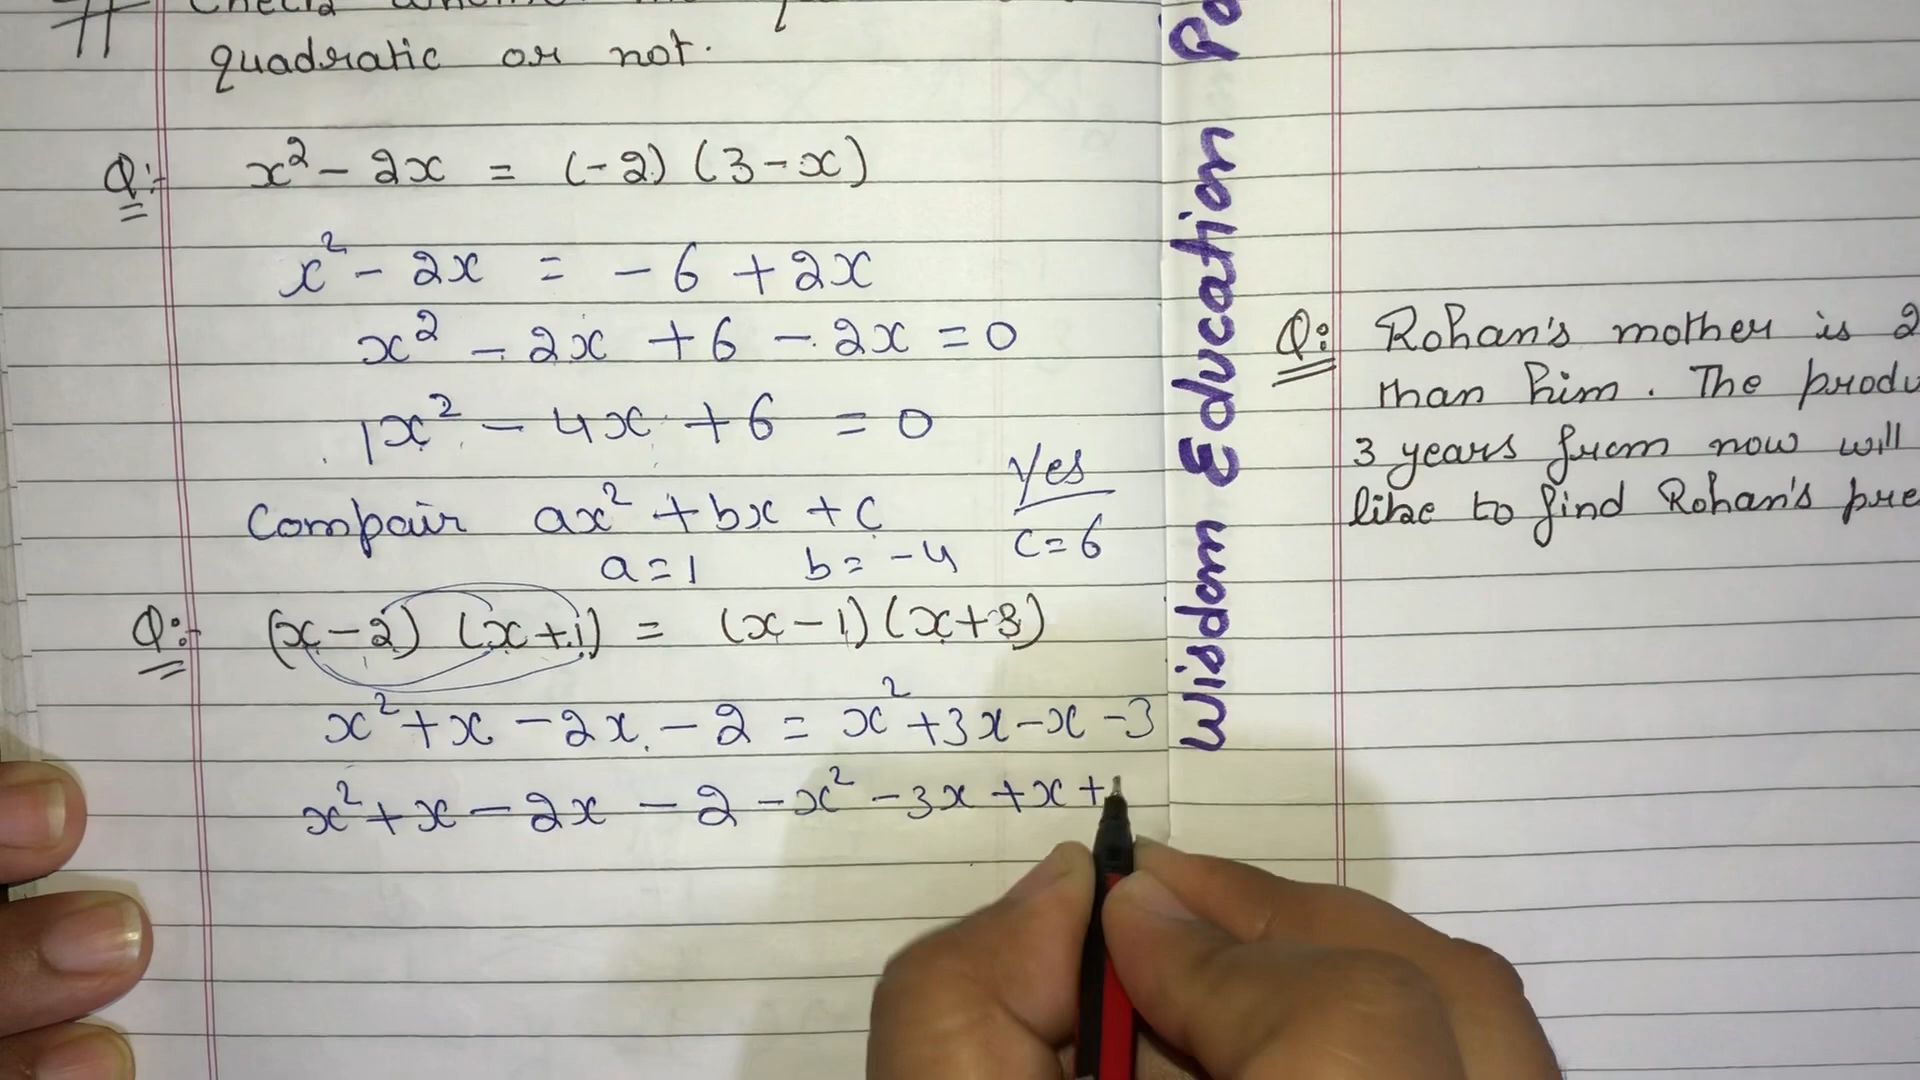 quadratic or not.
Q:- x² - 2x = (-2) (3-x)
x² - 2x = - 6 + 2x
x² - 2x + 6 - 2x = 0
1x² - 4x + 6 = 0
Yes
Compair ax² + bx + c
a=1 b= -4 c=6
Q:- (x-2) (x+1) = (x-1) (x+3)
x² + x - 2x - 2 = x² + 3x - x - 3
x² + x - 2x - 2 - x² - 3x + x +
Wisdom Education Po
Q: Rohan's mother is 2
than him. The produ
3 years from now will
like to find Rohan's pre